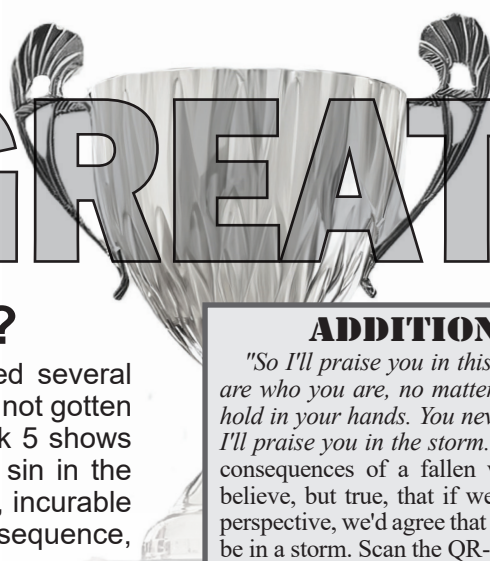 GREAT
?
ed several
not gotten
k 5 shows
sin in the
, incurable
sequence,
ADDITION
"So I'll praise you in this
are who you are, no matter
hold in your hands. You nev
I'll praise you in the storm.
consequences of a fallen v
believe, but true, that if we
perspective, we'd agree that
be in a storm. Scan the QR-